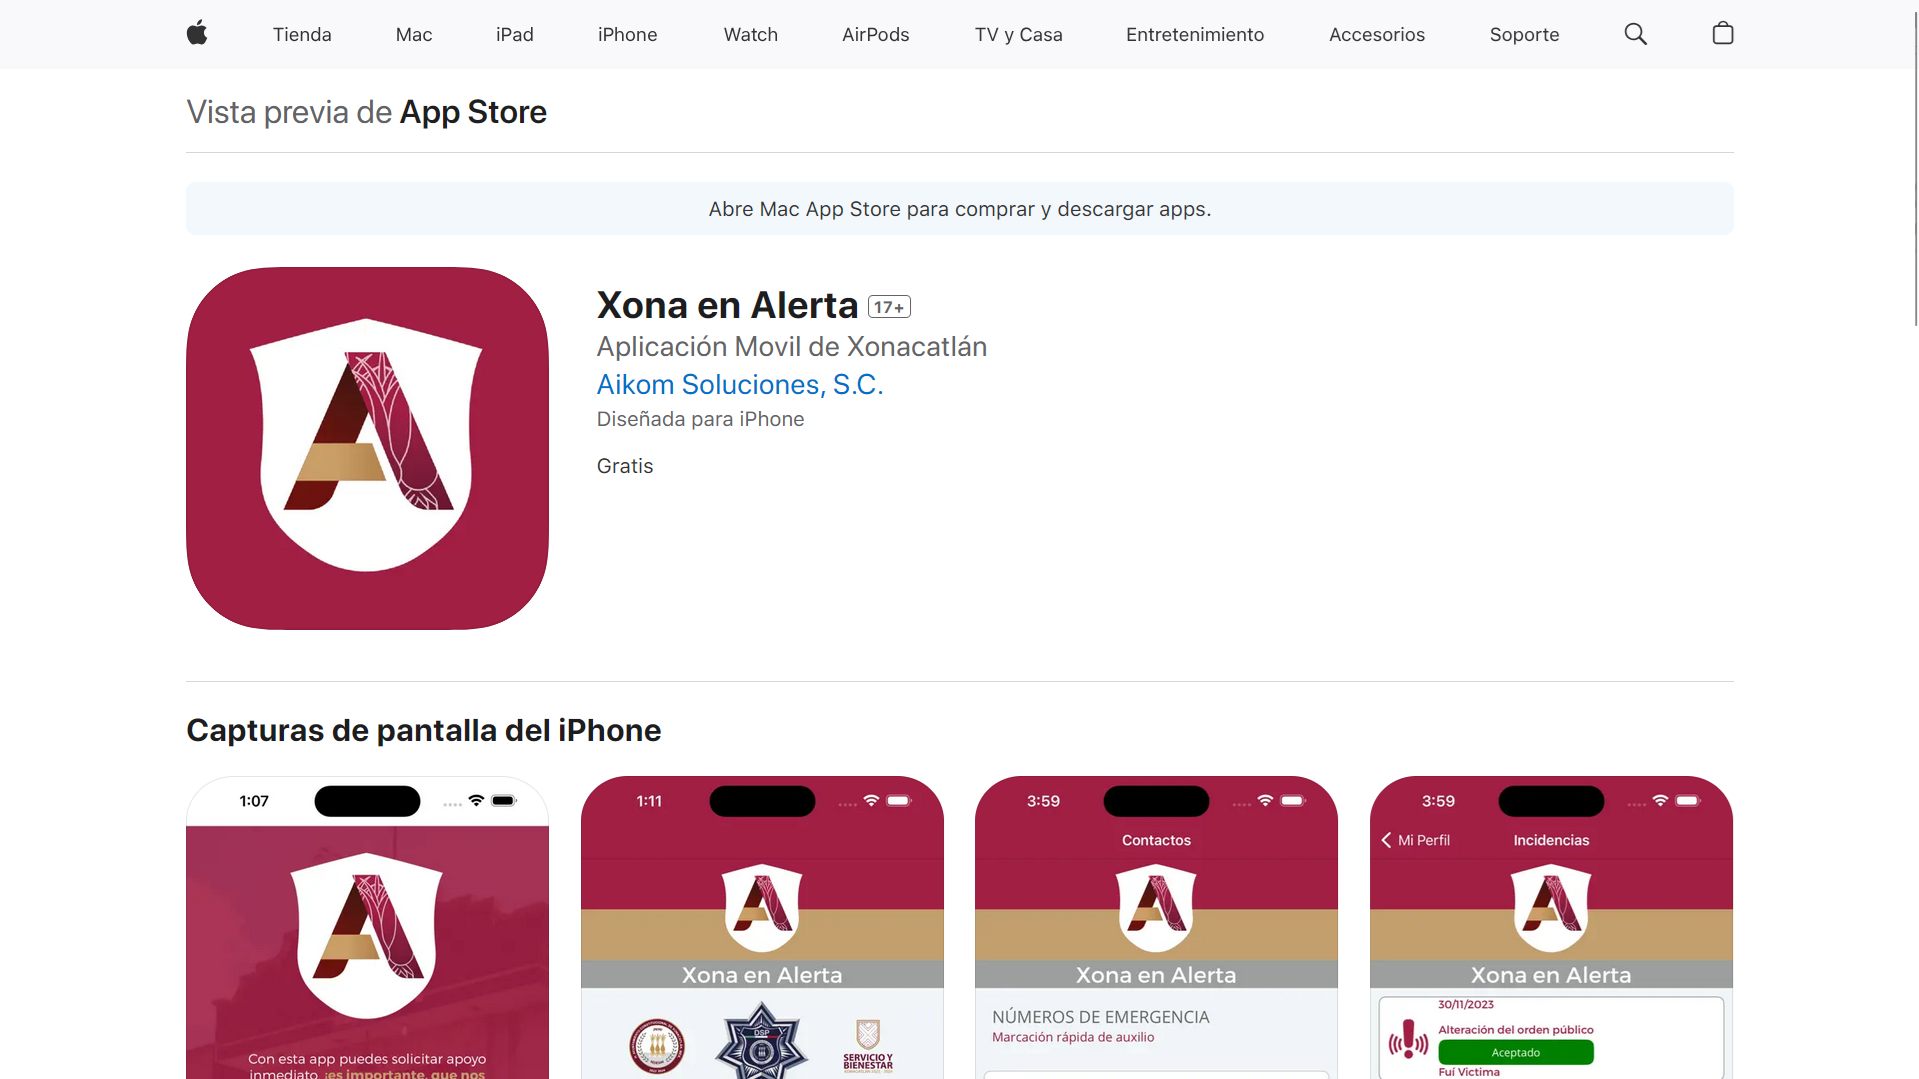 Tienda Mac iPad iPhone Watch AirPods TV y Casa Entretenimiento Accesorios Soporte
Vista previa de App Store
Abre Mac App Store para comprar y descargar apps.
Xona en Alerta 17+
Aplicación Movil de Xonacatlán
Aikom Soluciones, S.C.
Diseñada para iPhone
Gratis
Capturas de pantalla del iPhone
1:07
Con esta app puedes solicitar apoyo
inmediato, ¡es importante, que nos
1:11
Xona en Alerta
DSP
SERVICIO Y
BIENESTAR
3:59
Contactos
Xona en Alerta
NÚMEROS DE EMERGENCIA
Marcación rápida de auxilio
3:59
Mi Perfil Incidencias
Xona en Alerta
30/11/2023
Alteración del orden público
Aceptado
Fuí Victima